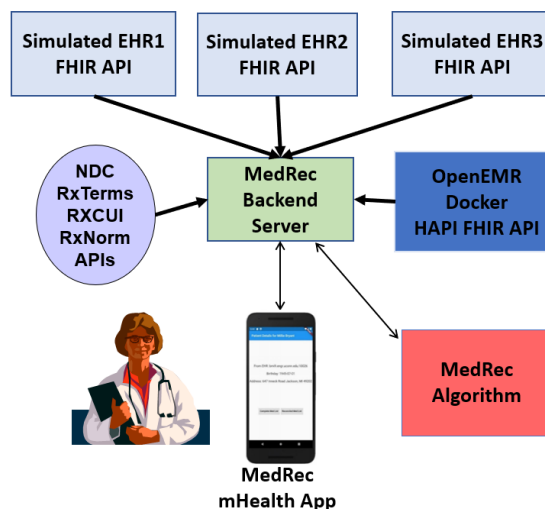 Simulated EHR1
FHIR API
Simulated EHR2
FHIR API
Simulated EHR3
FHIR API
NDC
RxTerms
RXCUI
RxNorm
APIs
MedRec
Backend
Server
OpenEMR
Docker
HAPI FHIR API
MedRec
Algorithm
MedRec
mHealth App